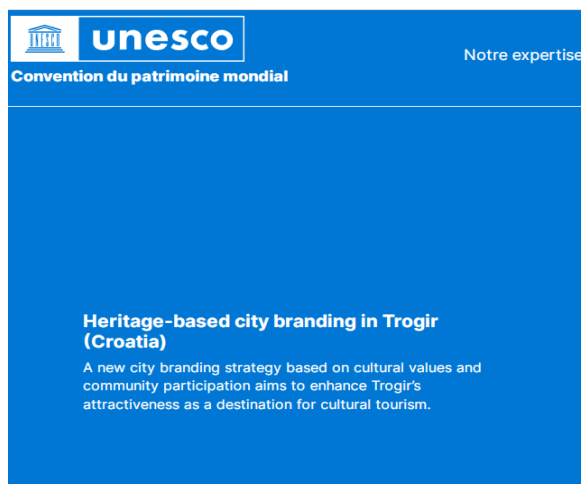 unesco
Notre expertise
Convention du patrimoine mondial
Heritage-based city branding in Trogir
(Croatia)
A new city branding strategy based on cultural values and
community participation aims to enhance Trogir's
attractiveness as a destination for cultural tourism.